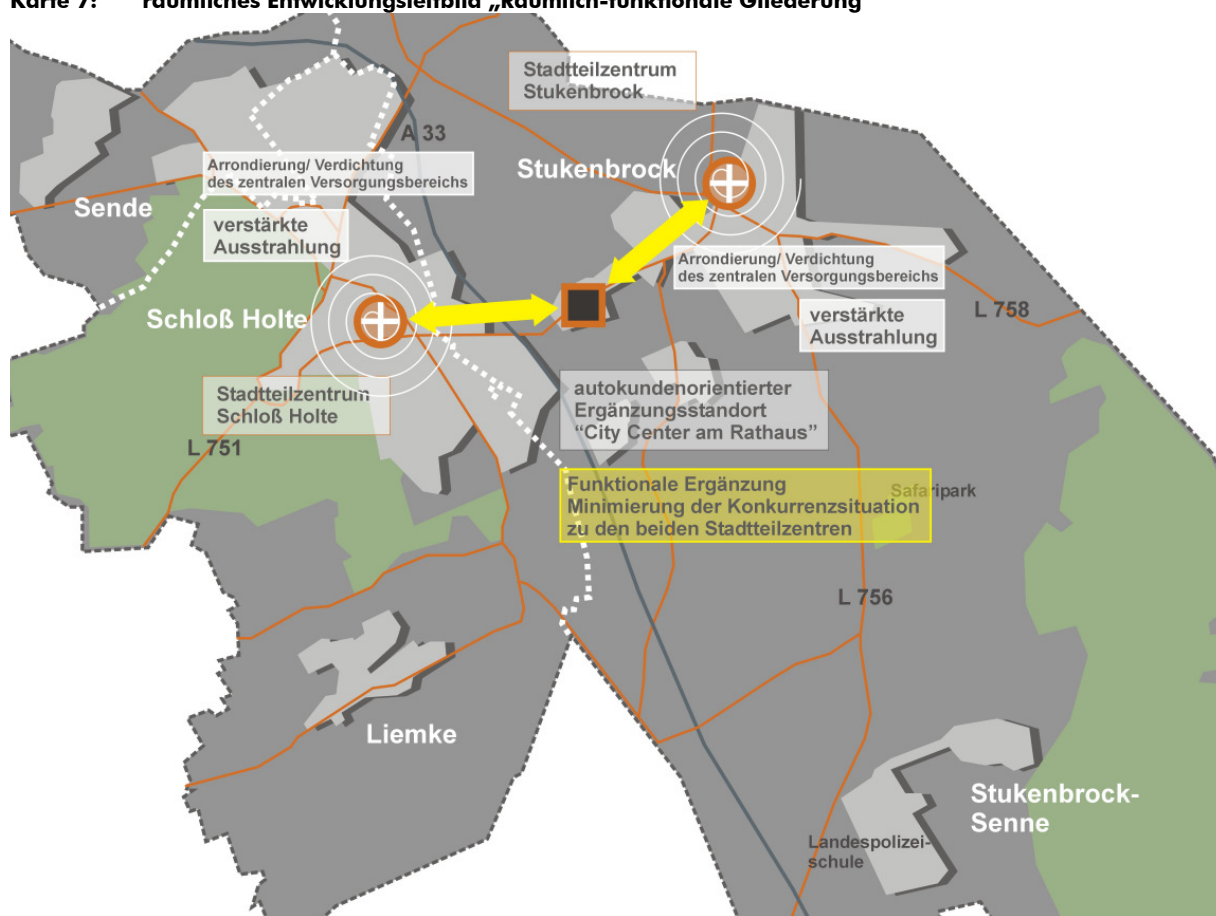 Karte 7: räumliches Entwicklungsleitbild „Räumlich-funktionale Gliederung
Stadtteilzentrum
Stukenbrock
A 33
Arrondierung/ Verdichtung
des zentralen Versorgungsbereichs
Stukenbrock
Sende
verstärkte
Ausstrahlung
Arrondierung/ Verdichtung
des zentralen Versorgungsbereichs
Schloß Holte
L 758
verstärkte
Ausstrahlung
Stadtteilzentrum
Schloß Holte
autokundenorientierter
Ergänzungsstandort
“City Center am Rathaus”
L 751
Funktionale Ergänzung
Minimierung der Konkurrenzsituation
zu den beiden Stadtteilzentren
Safaripark
L 756
Liemke
Stukenbrock-
Senne
Landespolizei-
schule